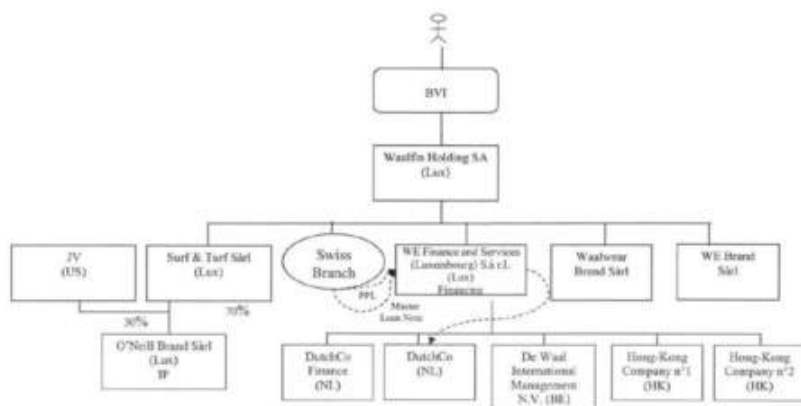 BVI
Waalfin Holding SA
(Lux)
JV
(US)
Surf & Turf Sàrl
(Lux)
Swiss
Branch
WE Finance and Services
(Luxembourg) S.à r.l.
(Lux)
Financing
Waalwear
Brand Sàrl
WE Brand
Sàrl
PPL
Master
Loan Note
30%
70%
O'Neill Brand Sàrl
(Lux)
IP
DutchCo
Finance
(NL)
DutchCo
(NL)
De Waal
International
Management
N.V. (BE)
Hong-Kong
Company n°1
(HK)
Hong-Kong
Company n°2
(HK)